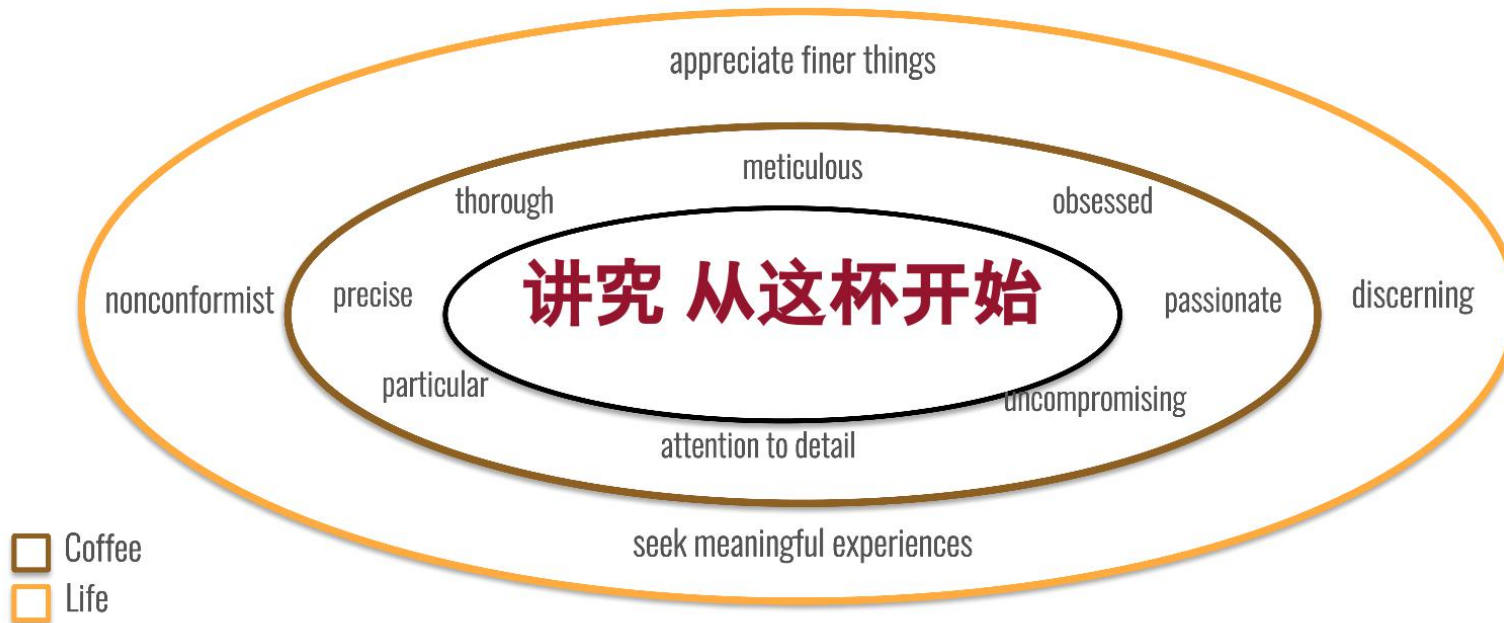 appreciate finer things
meticulous
thorough
obsessed
讲究 从这杯开始
nonconformist
precise
passionate
discerning
particular
uncompromising
attention to detail
seek meaningful experiences
Coffee
Life